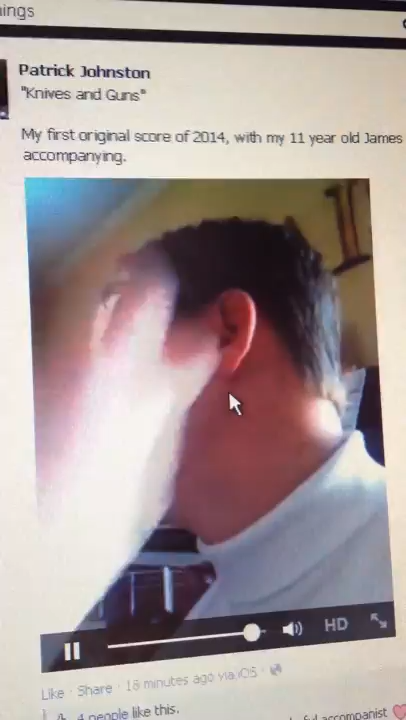 Patrick Johnston
"Knives and Guns"
My first original score of 2014, with my 11 year old James
accompanying.
HD
Like · Share · 18 minutes ago via iOS ·
4 people like this.
accompanist